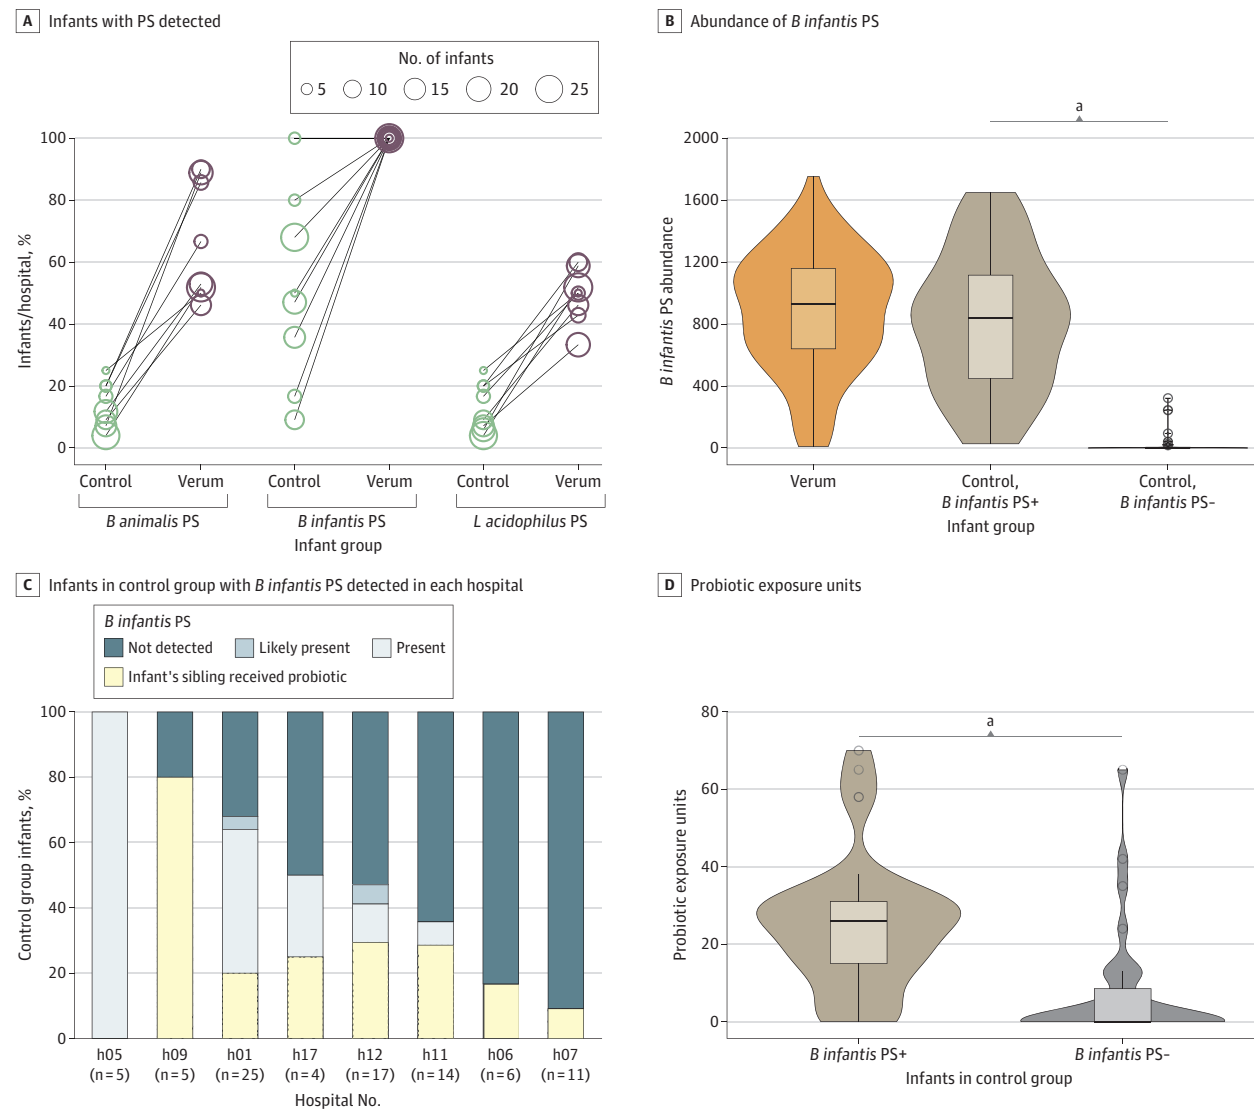 A Infants with PS detected
No. of infants
5 10 15 20 25
100
80
60
40
20
0
Infants/hospital, %
Control Verum Control Verum Control Verum
B animalis PS B infantis PS L acidophilus PS
Infant group
B Abundance of B infantis PS
a
2000
1600
1200
800
400
0
B infantis PS abundance
Verum Control, Control,
B infantis PS+ B infantis PS-
Infant group
C Infants in control group with B infantis PS detected in each hospital
B infantis PS
Not detected Likely present Present
Infant's sibling received probiotic
100
80
60
40
20
0
Control group infants, %
h05 h09 h01 h17 h12 h11 h06 h07
(n=5) (n=5) (n=25) (n=4) (n=17) (n=14) (n=6) (n=11)
Hospital No.
D Probiotic exposure units
a
80
60
40
20
0
Probiotic exposure units
B infantis PS+ B infantis PS-
Infants in control group